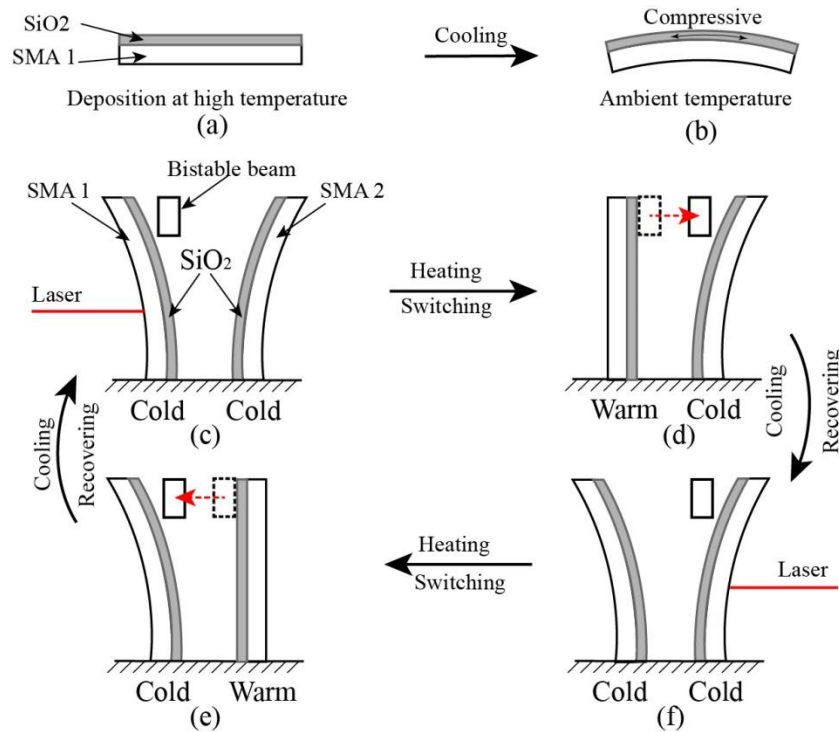 SiO2
SMA 1
Deposition at high temperature
(a)
Cooling
Compressive
Ambient temperature
(b)
Bistable beam
SMA 1
SMA 2
SiO₂
Laser
Cold
Cold
(c)
Heating
Switching
Warm
Cold
(d)
Cooling
Recovering
Cooling
Recovering
Cold
Warm
(e)
Heating
Switching
Laser
Cold
Cold
(f)